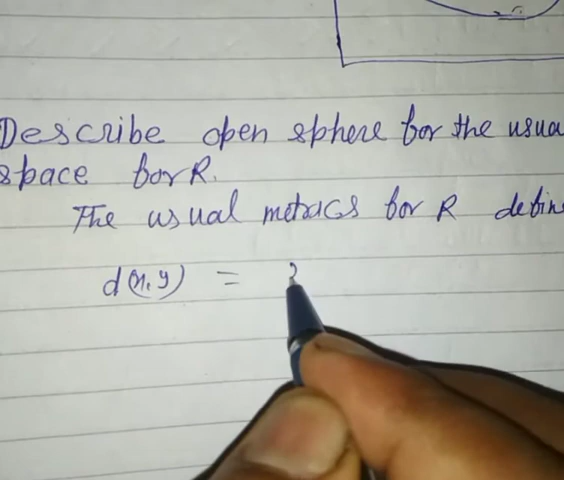 Describe open sphere for the usua
space for R.
The usual metrics for R defin
d(x, y) =